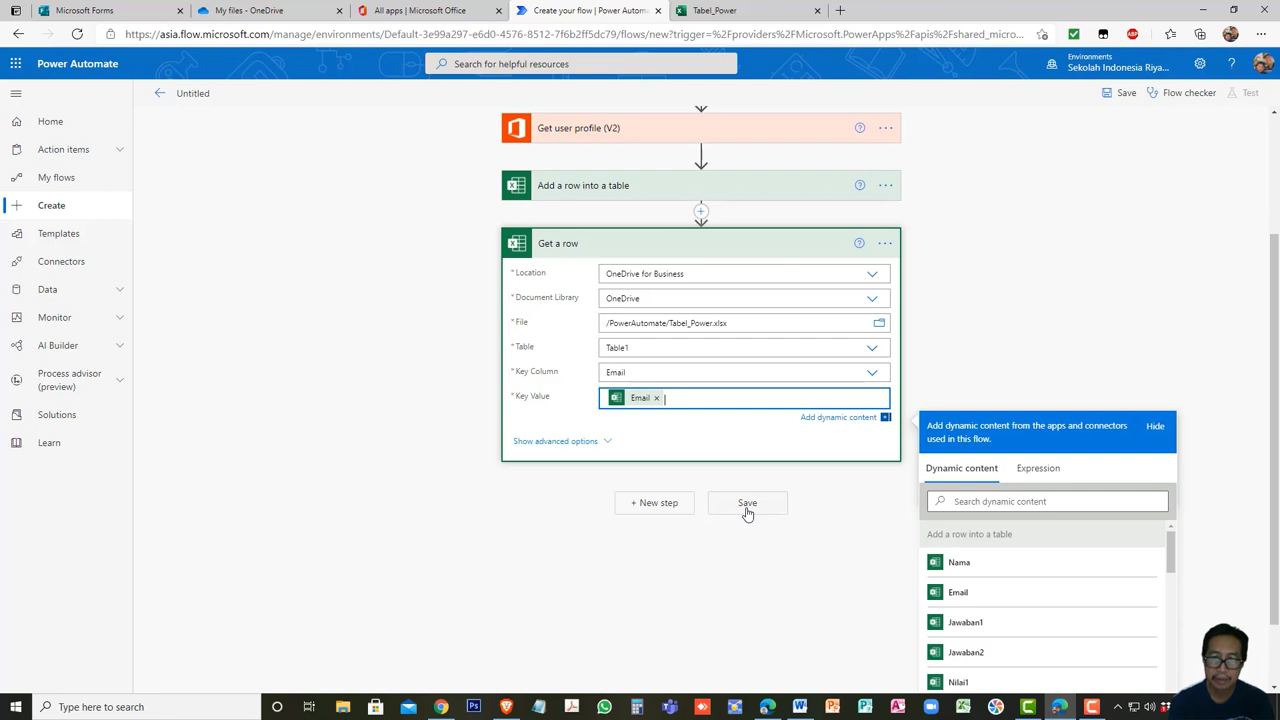 Microsoft Forms
My files - OneDrive
All apps | Microsoft Office
Create your flow | Power Automate
Tabel_Power
https://asia.flow.microsoft.com/manage/environments/Default-3e99a297-e6d0-4576-8512-7f6b2ff5dc79/flows/new?trigger=%2Fproviders%2FMicrosoft.PowerApps%2Fapis%2Fshared_micro...
Power Automate
Search for helpful resources
Environments
Sekolah Indonesia Riya...
Untitled
Save
Flow checker
Test
Home
Action items
My flows
Create
Templates
Connectors
Data
Monitor
AI Builder
Process advisor
(preview)
Solutions
Learn
Get user profile (V2)
Add a row into a table
Get a row
* Location
OneDrive for Business
* Document Library
OneDrive
* File
/PowerAutomate/Tabel_Power.xlsx
* Table
Table1
* Key Column
Email
* Key Value
Email ×
Add dynamic content
Show advanced options
+ New step
Save
Add dynamic content from the apps and connectors
used in this flow.
Hide
Dynamic content
Expression
Search dynamic content
Add a row into a table
Nama
Email
Jawaban1
Jawaban2
Nilai1
Type here to search